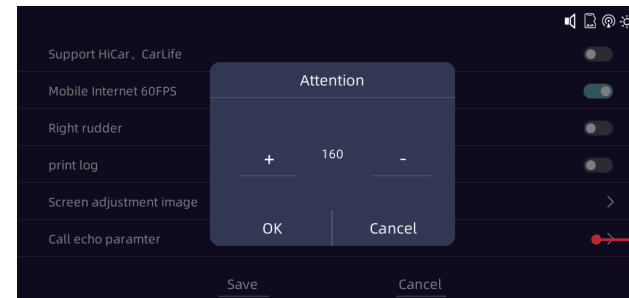 Support HiCar、CarLife
Attention
Mobile Internet 60FPS
Right rudder
+ 160 -
print log
Screen adjustment image
OK Cancel
Call echo paramter
Save Cancel